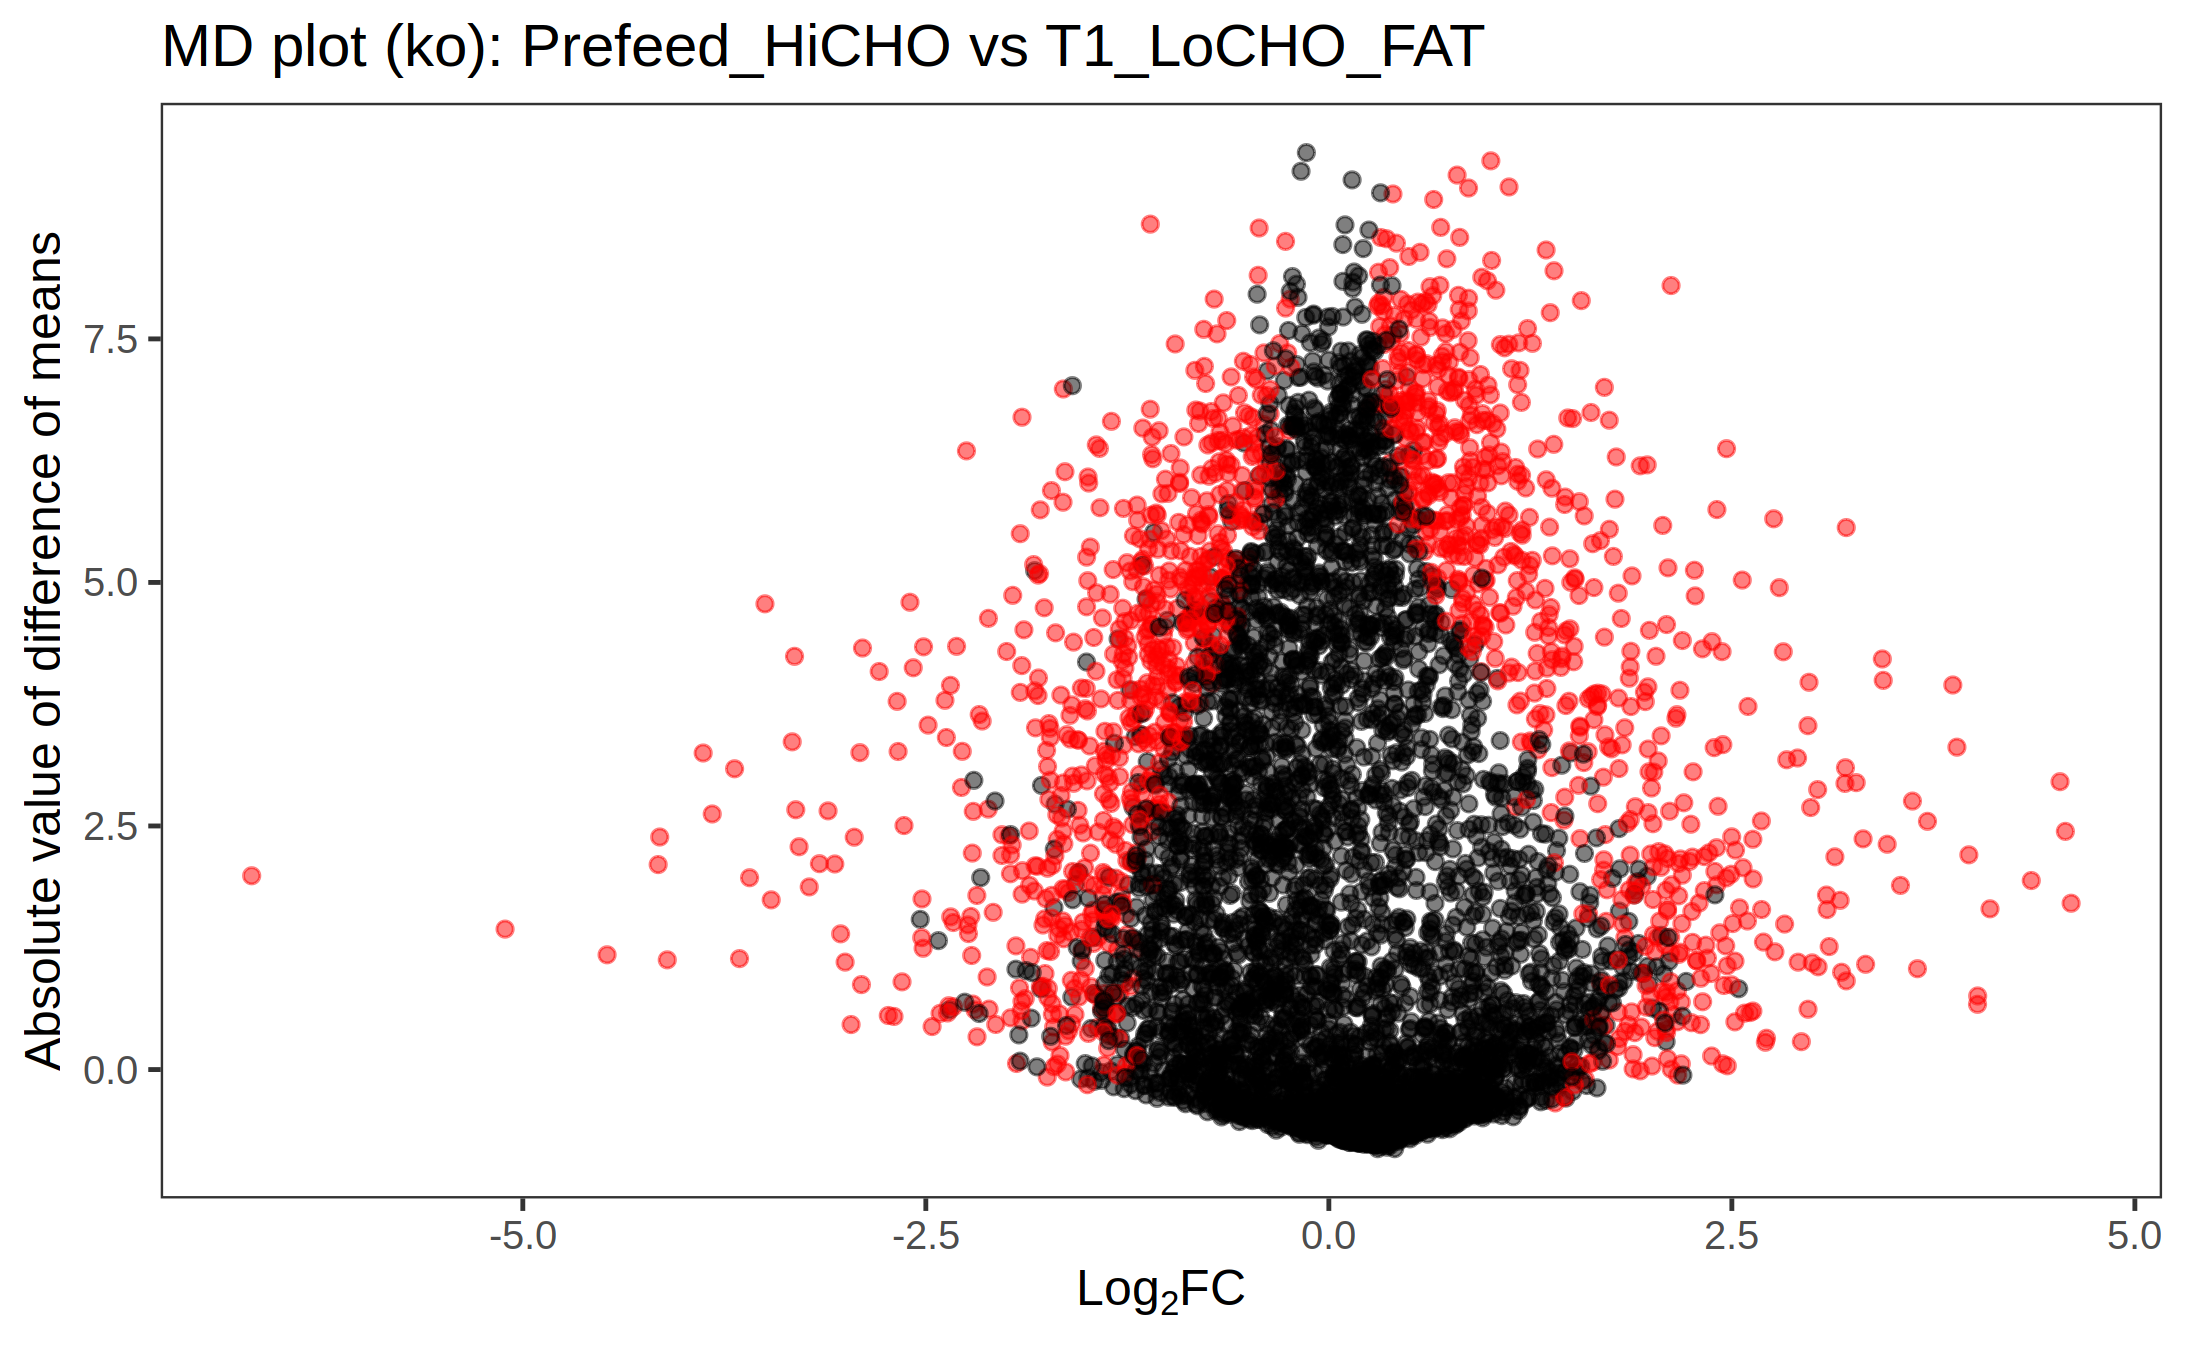 MD plot (ko): Prefeed_HiCHO vs T1_LoCHO_FAT
Absolute value of difference of means
7.5
5.0
2.5
0.0
-5.0 -2.5 0.0 2.5 5.0
Log₂FC